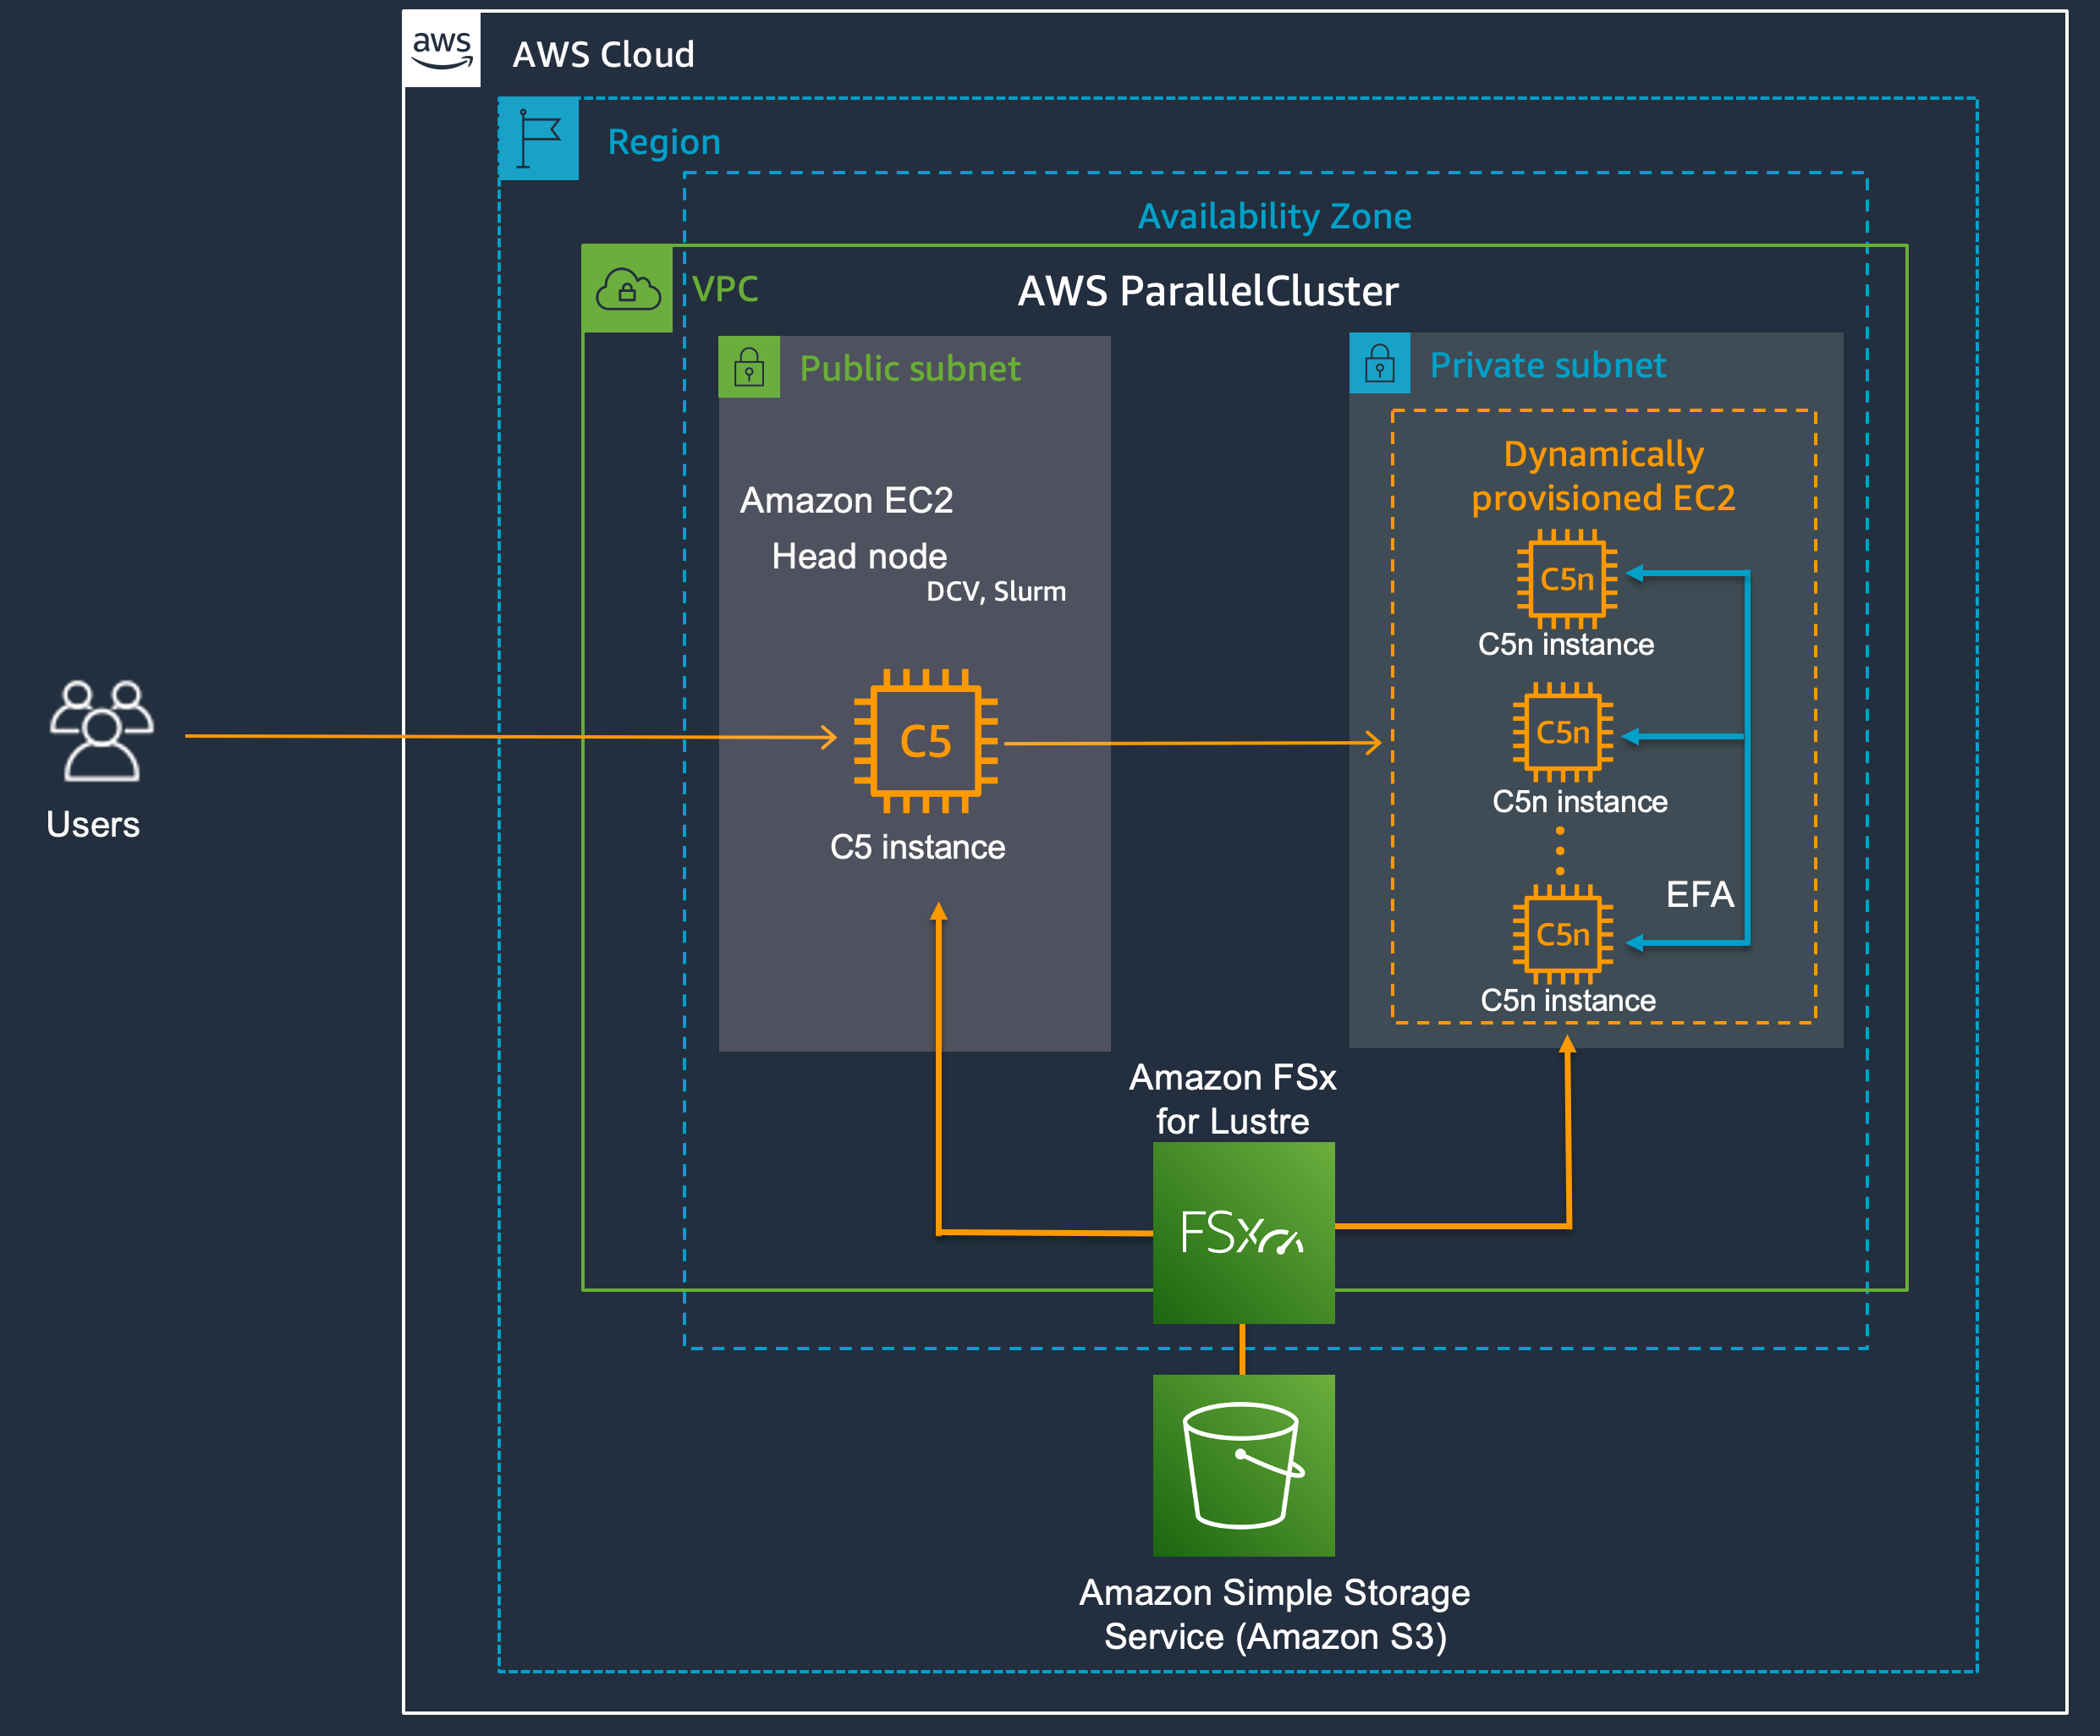 aws
AWS Cloud
Region
Availability Zone
VPC
AWS ParallelCluster
Public subnet
Private subnet
Amazon EC2
Head node
DCV, Slurm
C5
C5 instance
Dynamically
provisioned EC2
C5n
C5n instance
C5n
C5n instance
EFA
C5n
C5n instance
Users
Amazon FSx
for Lustre
FSx
Amazon Simple Storage
Service (Amazon S3)